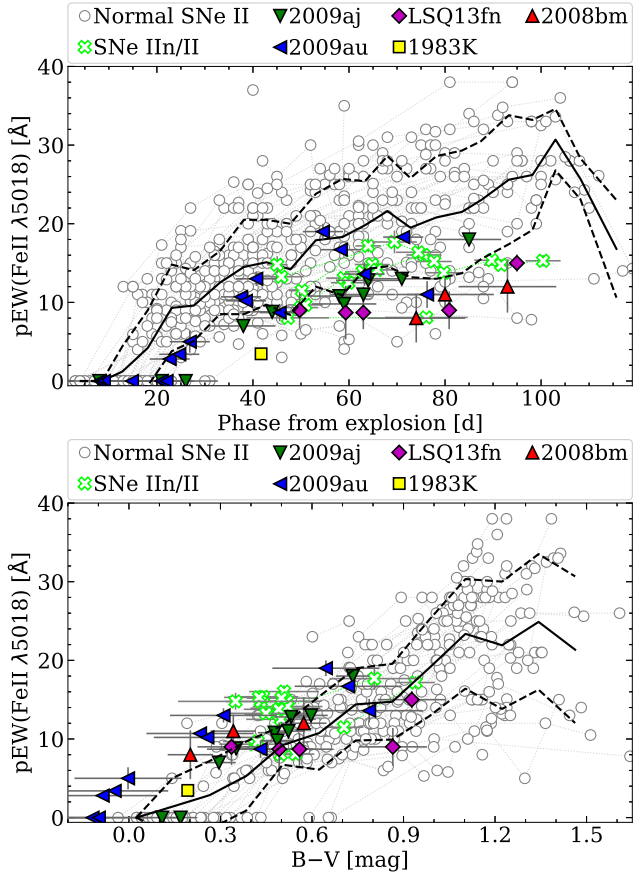 Normal SNe II 2009aj LSQ13fn 2008bm
SNe IIn/II 2009au 1983K
40
30
20
10
0
pEW(FeII λ5018) [Å]
20 40 60 80 100
Phase from explosion [d]
Normal SNe II 2009aj LSQ13fn 2008bm
SNe IIn/II 2009au 1983K
40
30
20
10
0
pEW(FeII λ5018) [Å]
0.0 0.3 0.6 0.9 1.2 1.5
B−V [mag]